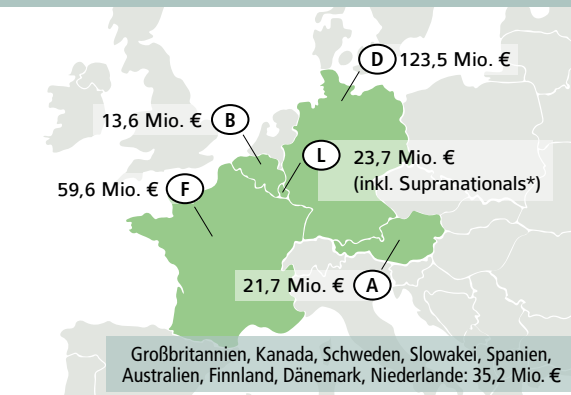 D 123,5 Mio. €
13,6 Mio. € B
L 23,7 Mio. €
(inkl. Supranationals*)
59,6 Mio. € F
21,7 Mio. € A
Großbritannien, Kanada, Schweden, Slowakei, Spanien,
Australien, Finnland, Dänemark, Niederlande: 35,2 Mio. €